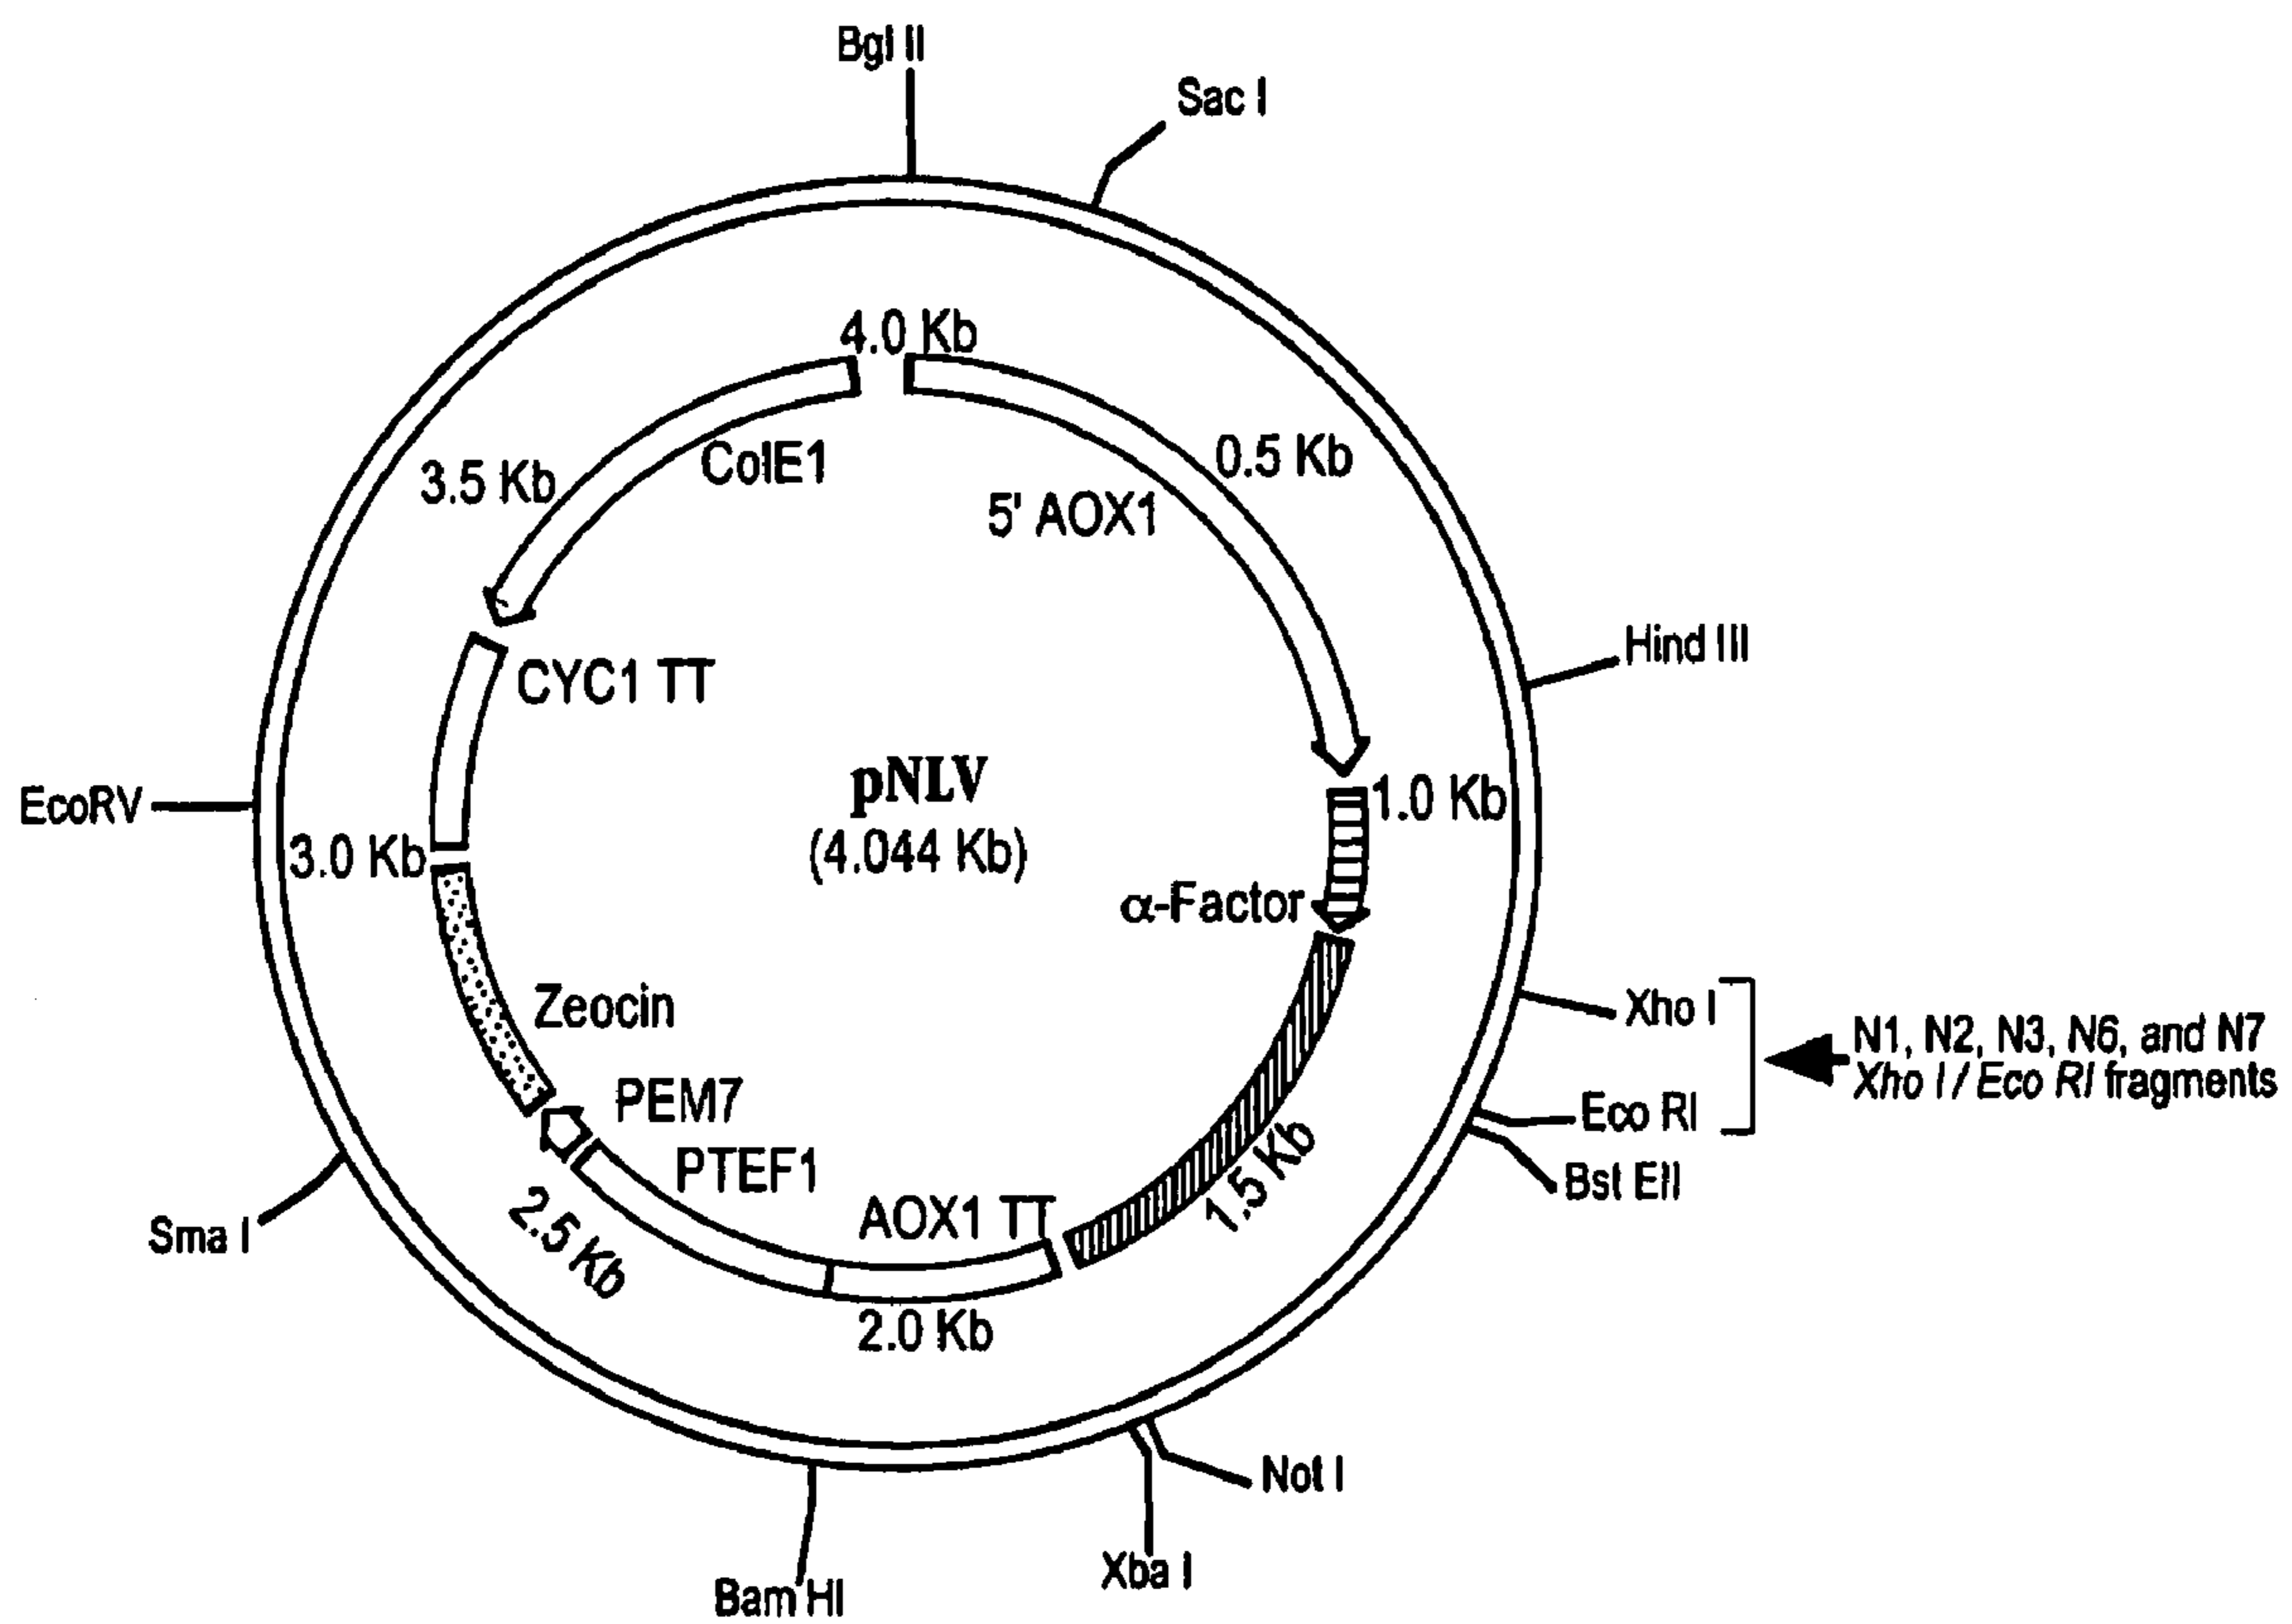 Bgl II
Sac I
4.0 Kb
0.5 Kb
3.5 Kb
ColE1
5' AOX1
Hind III
CYC1 TT
pNLV
(4.044 Kb)
1.0 Kb
EcoRV
3.0 Kb
α-Factor
Zeocin
Xho I
N1, N2, N3, N6, and N7
Xho I / Eco RI fragments
PEM7
Eco RI
PTEF1
Bst EII
1.5 Kb
AOX1 TT
Sma I
2.5 Kb
2.0 Kb
Not I
Xba I
Bam HI